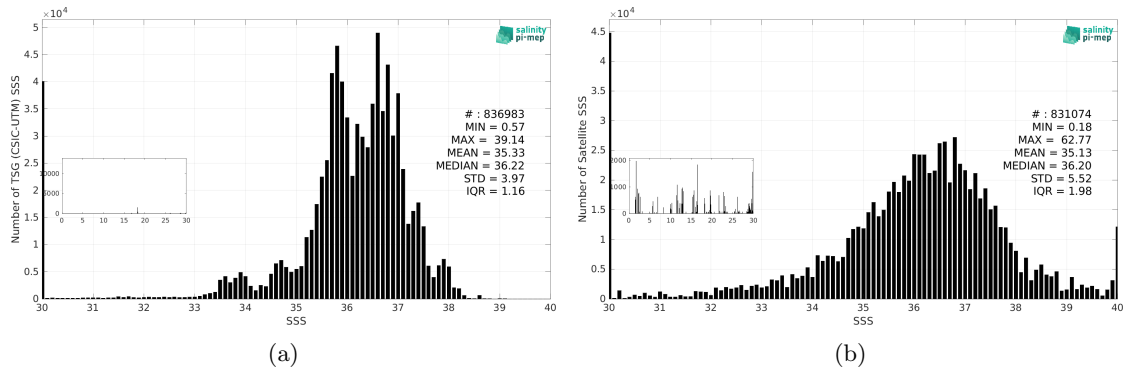 ×10⁴
salinity
pi-mep
5
4.5
4
3.5
3
2.5
2
1.5
1
0.5
0
Number of TSG (CSIC-UTM) SSS
# : 836983
MIN = 0.57
MAX = 39.14
MEAN = 35.33
MEDIAN = 36.22
STD = 3.97
IQR = 1.16
10000
5000
0
0 5 10 15 20 25 30
30 31 32 33 34 35 36 37 38 39 40
SSS
(a)
×10⁴
salinity
pi-mep
4.5
4
3.5
3
2.5
2
1.5
1
0.5
0
Number of Satellite SSS
# : 831074
MIN = 0.18
MAX = 62.77
MEAN = 35.13
MEDIAN = 36.20
STD = 5.52
IQR = 1.98
2000
1000
0
0 5 10 15 20 25 30
30 31 32 33 34 35 36 37 38 39 40
SSS
(b)